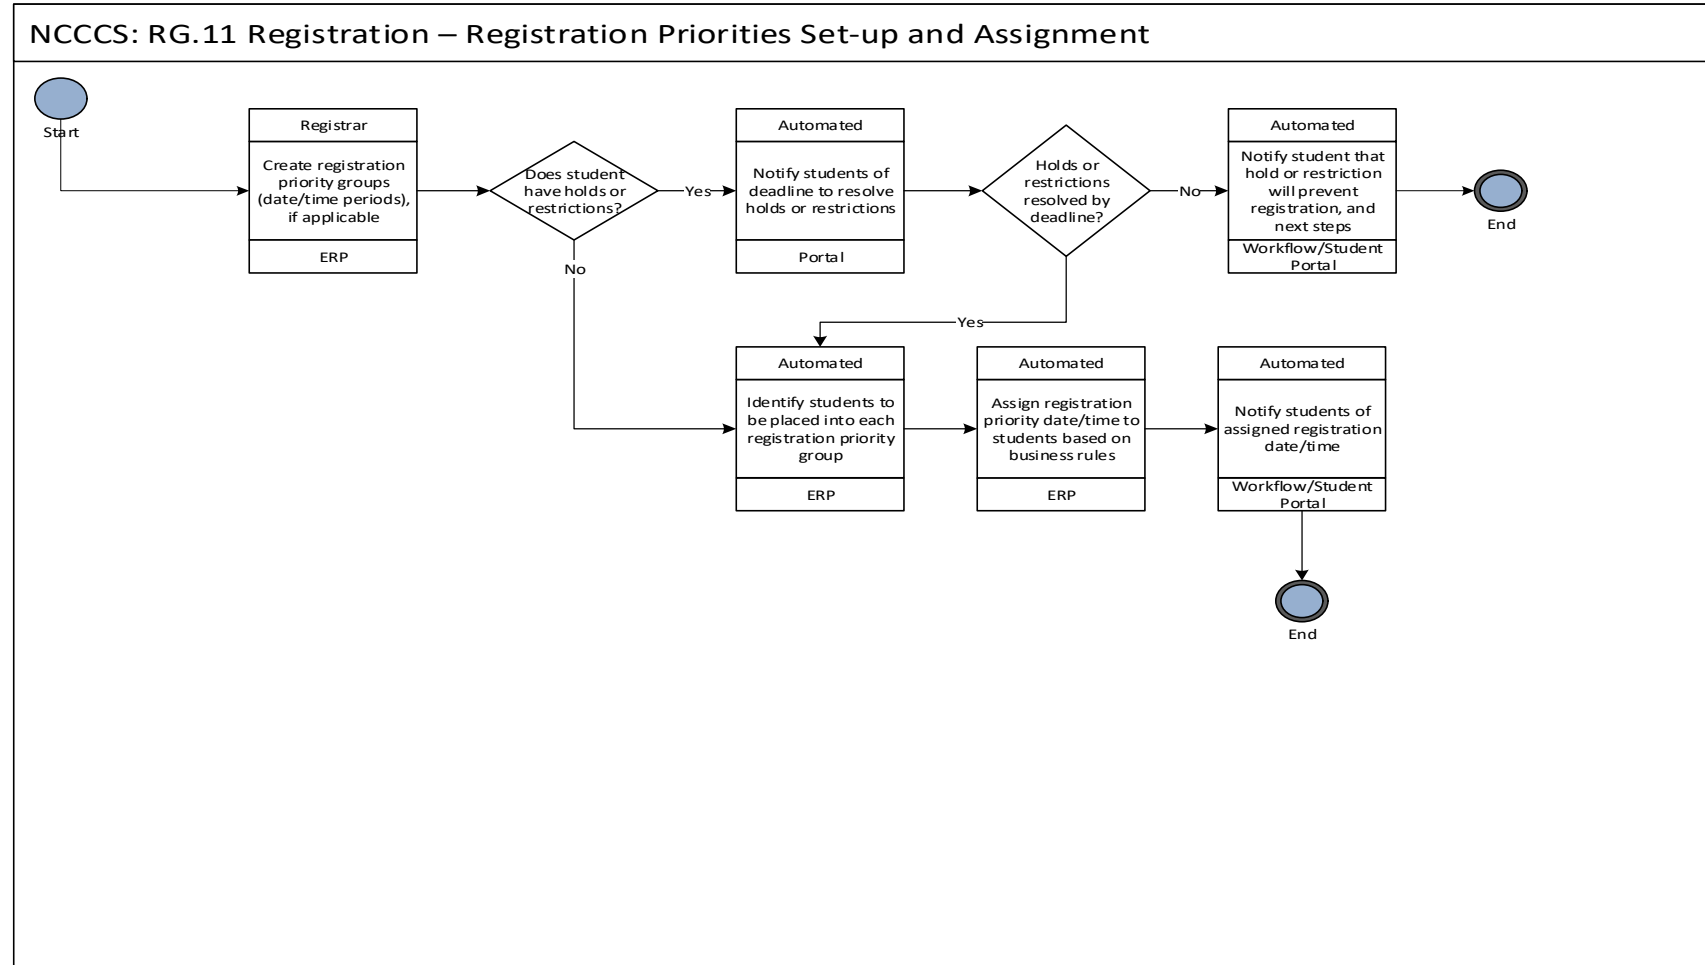 NCCCS: RG.11 Registration – Registration Priorities Set-up and Assignment
Start
Registrar
Create registration
priority groups
(date/time periods),
if applicable
ERP
Does student
have holds or
restrictions?
Yes
No
Automated
Notify students of
deadline to resolve
holds or restrictions
Portal
Holds or
restrictions
resolved by
deadline?
No
Yes
Automated
Notify student that
hold or restriction
will prevent
registration, and
next steps
Workflow/Student
Portal
End
Automated
Identify students to
be placed into each
registration priority
group
ERP
Automated
Assign registration
priority date/time to
students based on
business rules
ERP
Automated
Notify students of
assigned registration
date/time
Workflow/Student
Portal
End